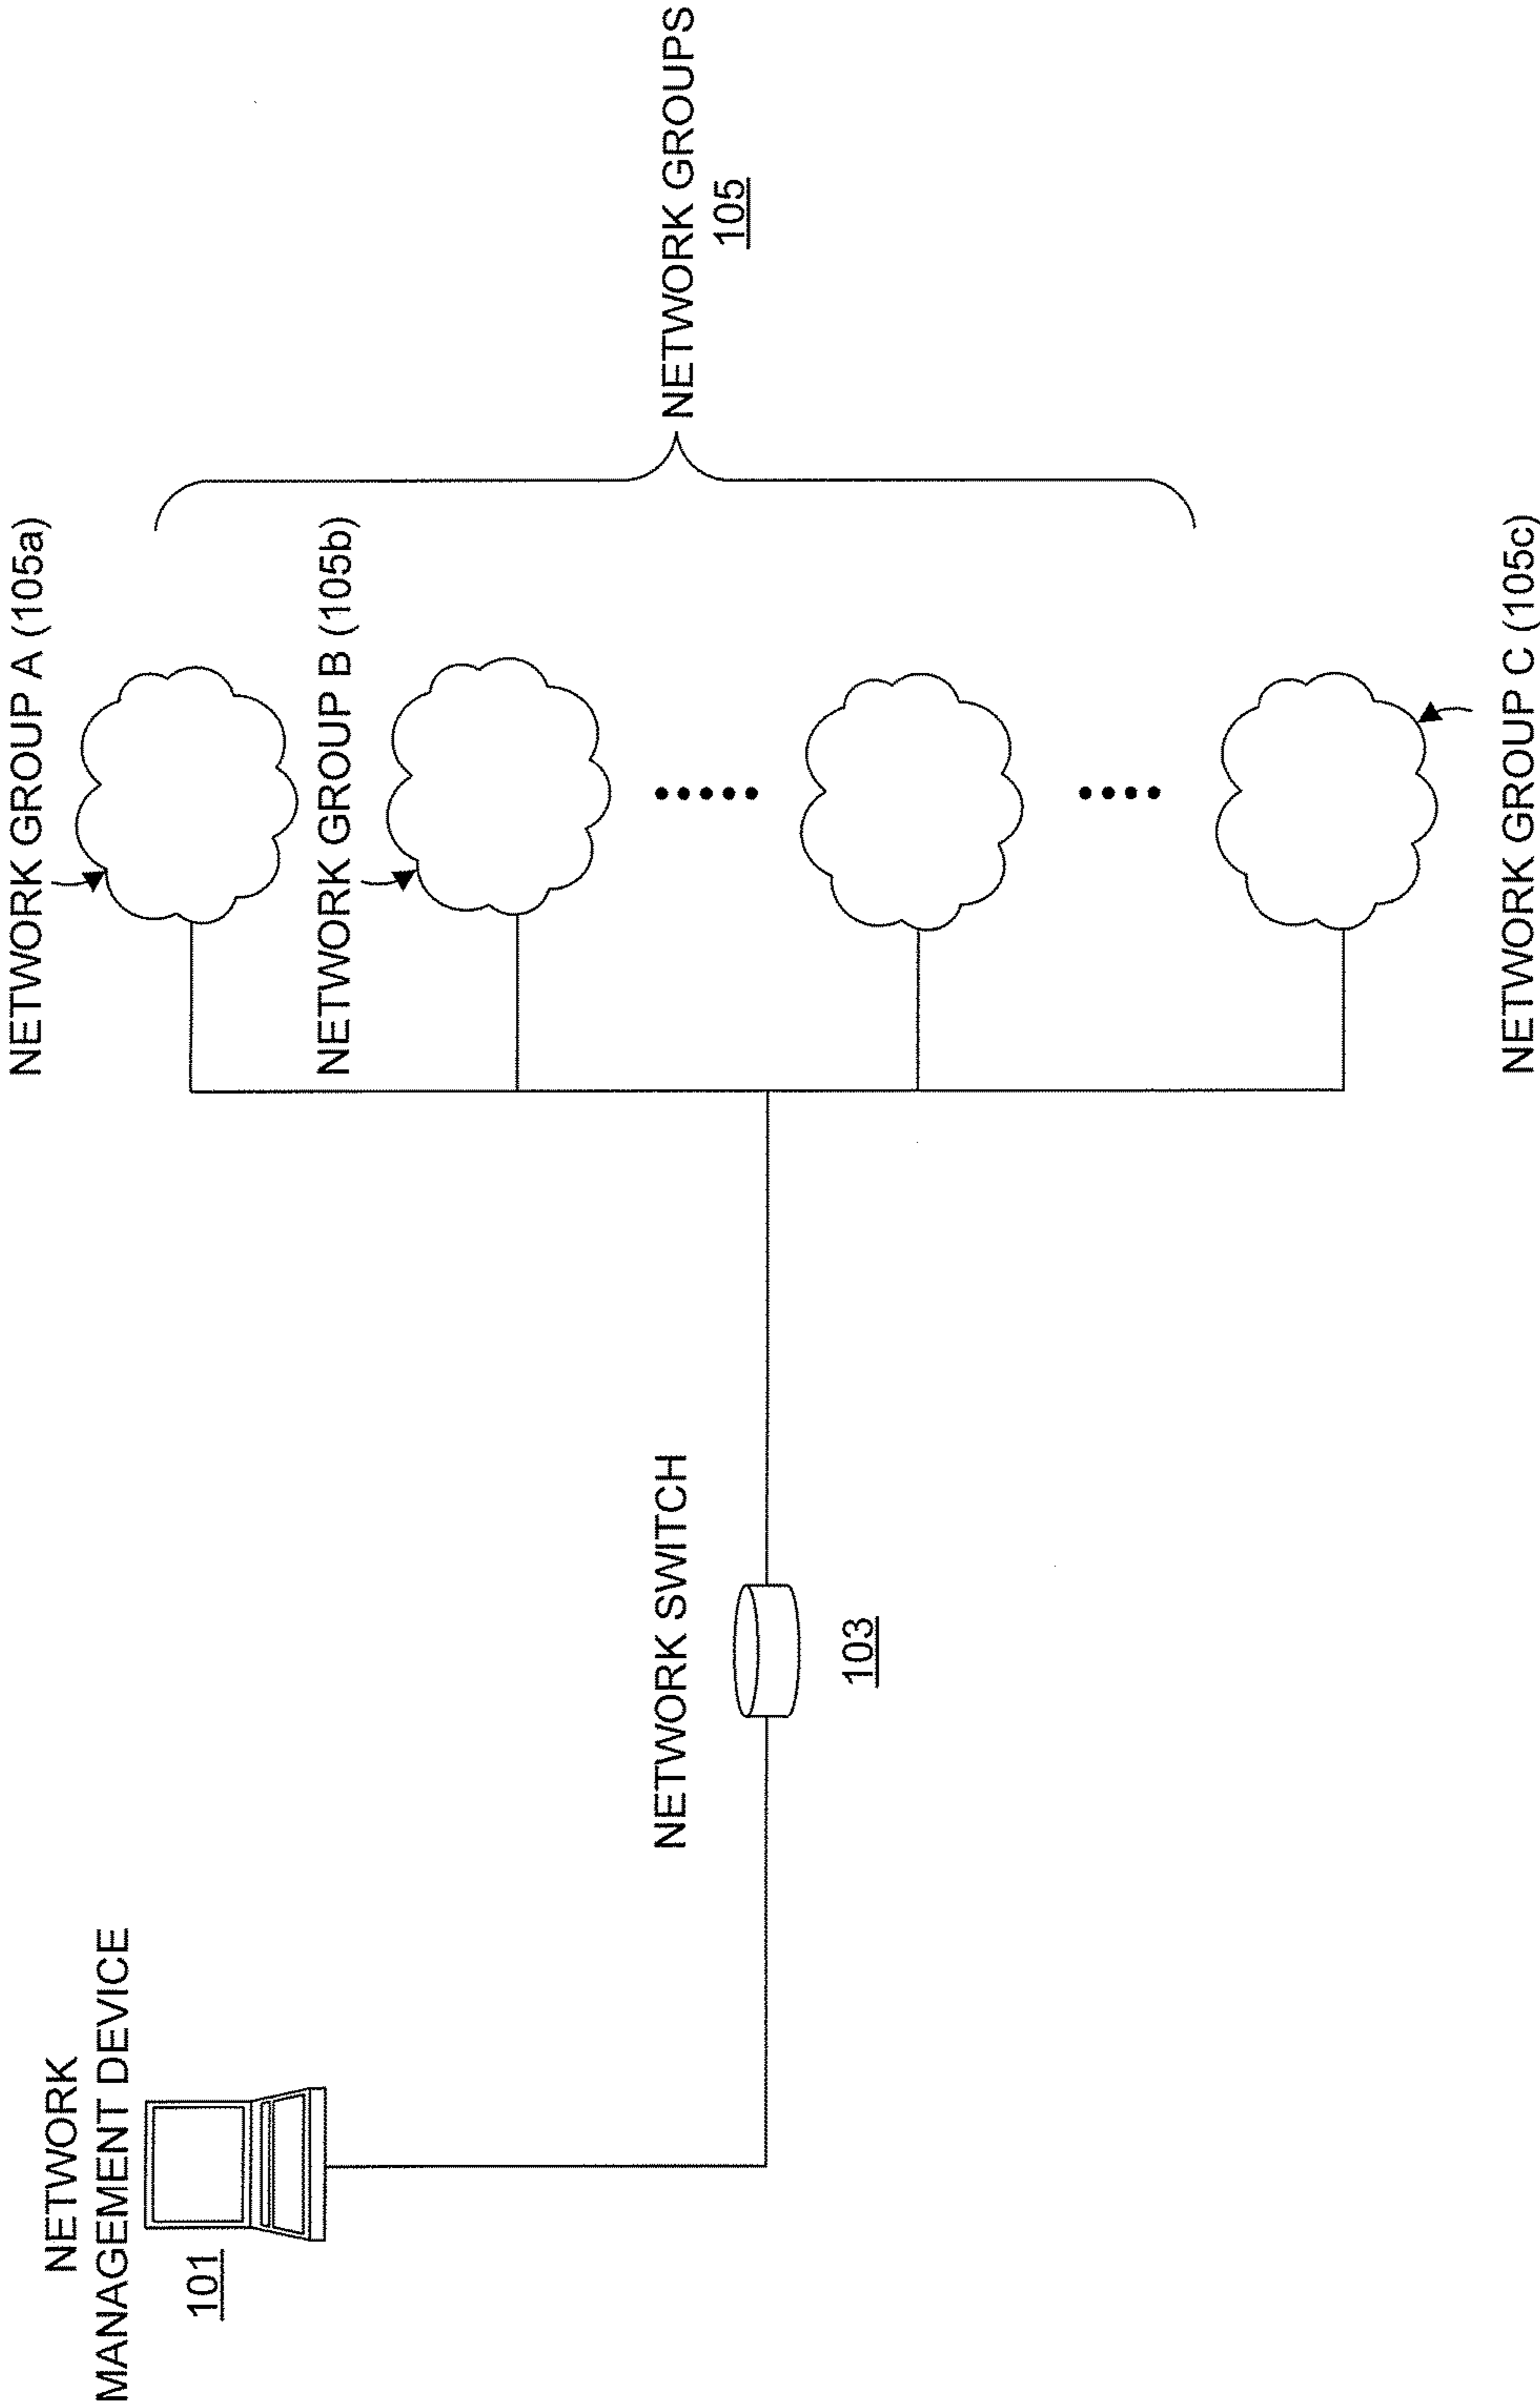 NETWORK
MANAGEMENT DEVICE
101
NETWORK SWITCH
103
NETWORK GROUP A (105a)
NETWORK GROUP B (105b)
NETWORK GROUPS
105
NETWORK GROUP C (105c)